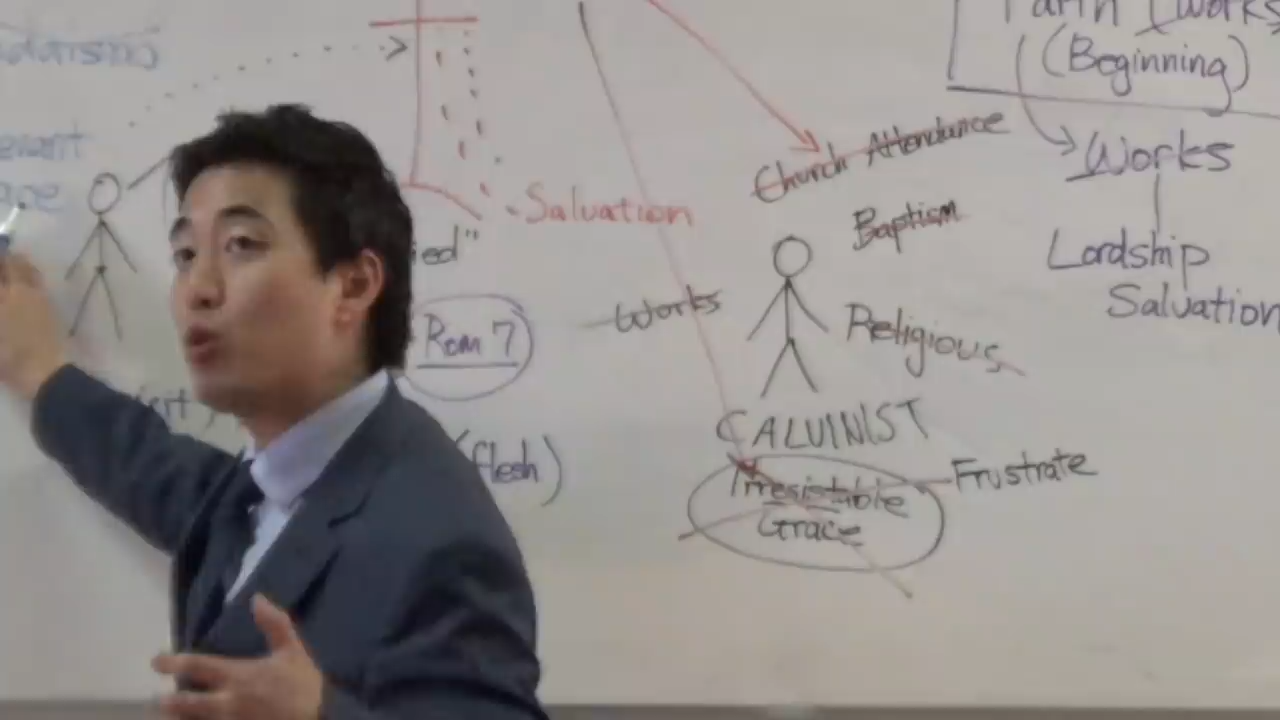 Faith (Works
(Beginning)
Works
Lordship
Salvation
Church Attendance
Baptism
Salvation
Works
Religious
Rom 7
CALVINIST
Irresistible
Grace
Frustrate
(flesh)